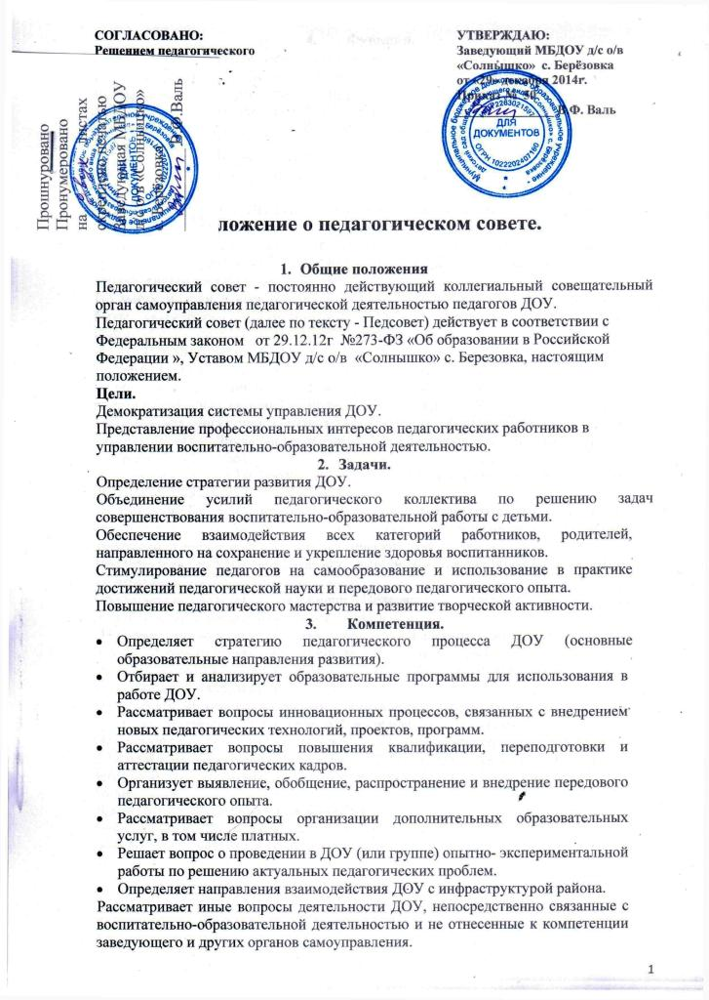 СОГЛАСОВАНО:
Решением педагогического
УТВЕРЖДАЮ:
Заведующий МБДОУ д/с о/в
«Солнышко» с. Берёзовка
от «29» декабря 2014г.
Приказ №
В.Ф. Валь
Прошнуровано
Пронумеровано
на листах
Валь
ДЛЯ
ДОКУМЕНТОВ
ОГРН 1022202407160
ДЛЯ
ДОКУМЕНТОВ
ложение о педагогическом совете.
1. Общие положения
Педагогический совет - постоянно действующий коллегиальный совещательный
орган самоуправления педагогической деятельностью педагогов ДОУ.
Педагогический совет (далее по тексту - Педсовет) действует в соответствии с
Федеральным законом от 29.12.12г №273-ФЗ «Об образовании в Российской
Федерации », Уставом МБДОУ д/с о/в «Солнышко» с. Березовка, настоящим
положением.
Цели.
Демократизация системы управления ДОУ.
Представление профессиональных интересов педагогических работников в
управлении воспитательно-образовательной деятельностью.
2. Задачи.
Определение стратегии развития ДОУ.
Объединение усилий педагогического коллектива по решению задач
совершенствования воспитательно-образовательной работы с детьми.
Обеспечение взаимодействия всех категорий работников, родителей,
направленного на сохранение и укрепление здоровья воспитанников.
Стимулирование педагогов на самообразование и использование в практике
достижений педагогической науки и передового педагогического опыта.
Повышение педагогического мастерства и развитие творческой активности.
3. Компетенция.
• Определяет стратегию педагогического процесса ДОУ (основные
образовательные направления развития).
• Отбирает и анализирует образовательные программы для использования в
работе ДОУ.
• Рассматривает вопросы инновационных процессов, связанных с внедрением
новых педагогических технологий, проектов, программ.
• Рассматривает вопросы повышения квалификации, переподготовки и
аттестации педагогических кадров.
• Организует выявление, обобщение, распространение и внедрение передового
педагогического опыта.
• Рассматривает вопросы организации дополнительных образовательных
услуг, в том числе платных.
• Решает вопрос о проведении в ДОУ (или группе) опытно- экспериментальной
работы по решению актуальных педагогических проблем.
• Определяет направления взаимодействия ДОУ с инфраструктурой района.
Рассматривает иные вопросы деятельности ДОУ, непосредственно связанные с
воспитательно-образовательной деятельностью и не отнесенные к компетенции
заведующего и других органов самоуправления.
1